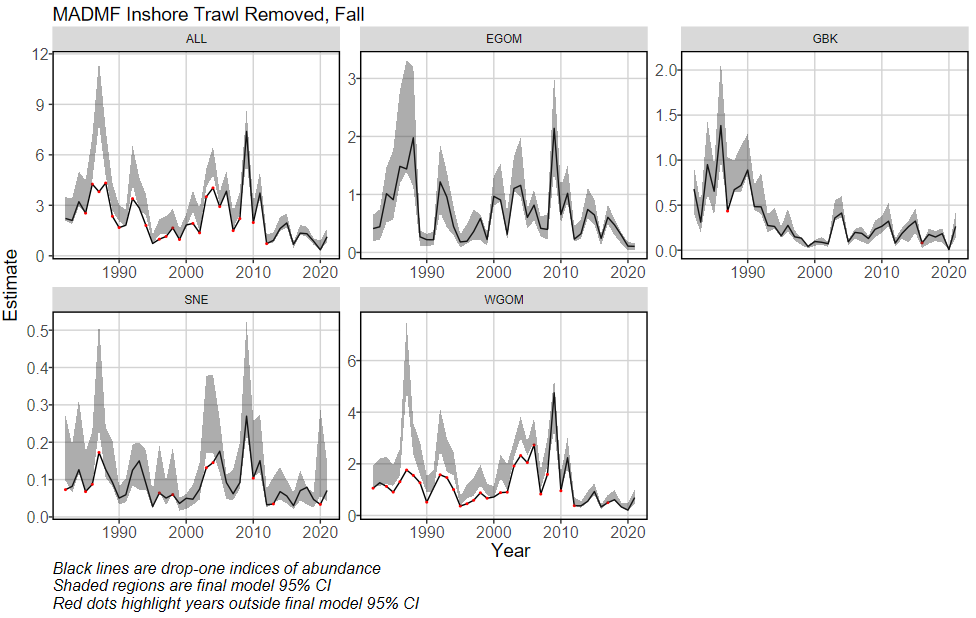 MADMF Inshore Trawl Removed, Fall
ALL EGOM GBK
12
9
6
3
0
3
2
1
0
2.0
1.5
1.0
0.5
0.0
1990 2000 2010 2020 1990 2000 2010 2020 1990 2000 2010 2020
SNE WGOM
0.5
0.4
0.3
0.2
0.1
0.0
6
4
2
0
1990 2000 2010 2020 1990 2000 2010 2020
Estimate
Year
Black lines are drop-one indices of abundance
Shaded regions are final model 95% CI
Red dots highlight years outside final model 95% CI